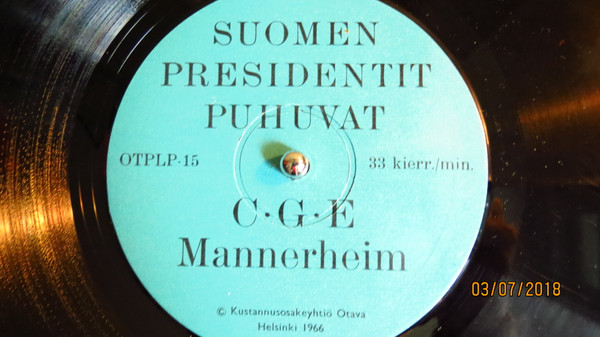 SUOMEN
PRESIDENTIT
PUHUVAT
OTPLP-15 33 kierr./min.
C·G·E
Mannerheim
© Kustannusosakeyhtiö Otava
Helsinki 1966
03/07/2018